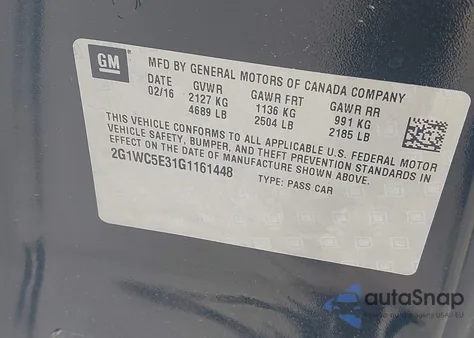 GM
MFD BY GENERAL MOTORS OF CANADA COMPANY
DATE GVWR GAWR FRT GAWR RR
02/16 2127 KG 1136 KG 991 KG
4689 LB 2504 LB 2185 LB
THIS VEHICLE CONFORMS TO ALL APPLICABLE U.S. FEDERAL MOTOR
VEHICLE SAFETY, BUMPER, AND THEFT PREVENTION STANDARDS IN
EFFECT ON THE DATE OF MANUFACTURE SHOWN ABOVE.
2G1WC5E31G1161448
TYPE: PASS CAR
autoSnap